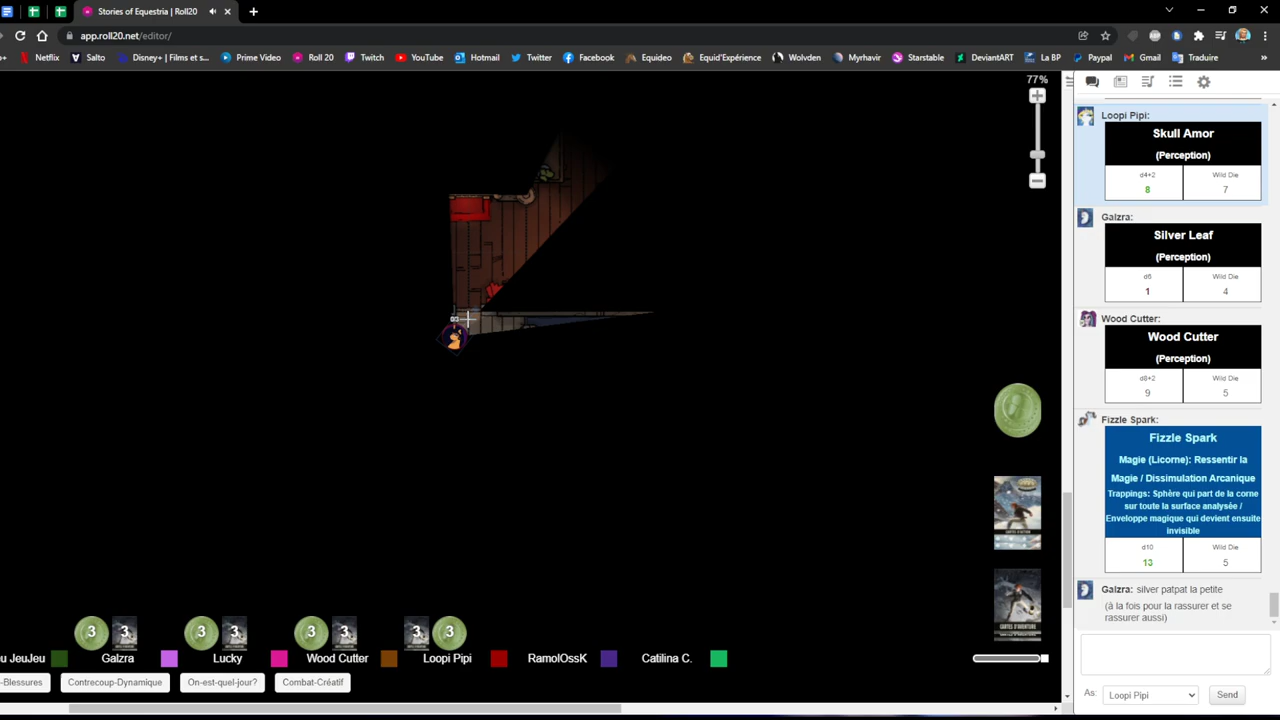 Stories of Equestria | Roll20
app.roll20.net/editor/
Netflix Salto Disney+ | Films et s... Prime Video Roll 20 Twitch YouTube Hotmail Twitter Facebook Equideo Equid'Expérience Wolvden Myrhavir Starstable DeviantART La BP Paypal Gmail Traduire »
77%
Loopi Pipi:
Skull Amor
(Perception)
d4+2 Wild Die
8 7
Galzra:
Silver Leaf
(Perception)
d6 Wild Die
1 4
Wood Cutter:
Wood Cutter
(Perception)
d8+2 Wild Die
9 5
Fizzle Spark:
Fizzle Spark
Magie (Licorne): Ressentir la
Magie / Dissimulation Arcanique
Trappings: Sphère qui part de la corne
sur toute la surface analysée /
Enveloppe magique qui devient ensuite
invisible
d10 Wild Die
13 5
Galzra: silver patpat la petite
(à la fois pour la rassurer et se
rassurer aussi)
3 3 3 3 3 3 3 3
u JeuJeu Galzra Lucky Wood Cutter Loopi Pipi RamolOssK Catilina C.
-Blessures Contrecoup-Dynamique On-est-quel-jour? Combat-Créatif
As: Loopi Pipi Send